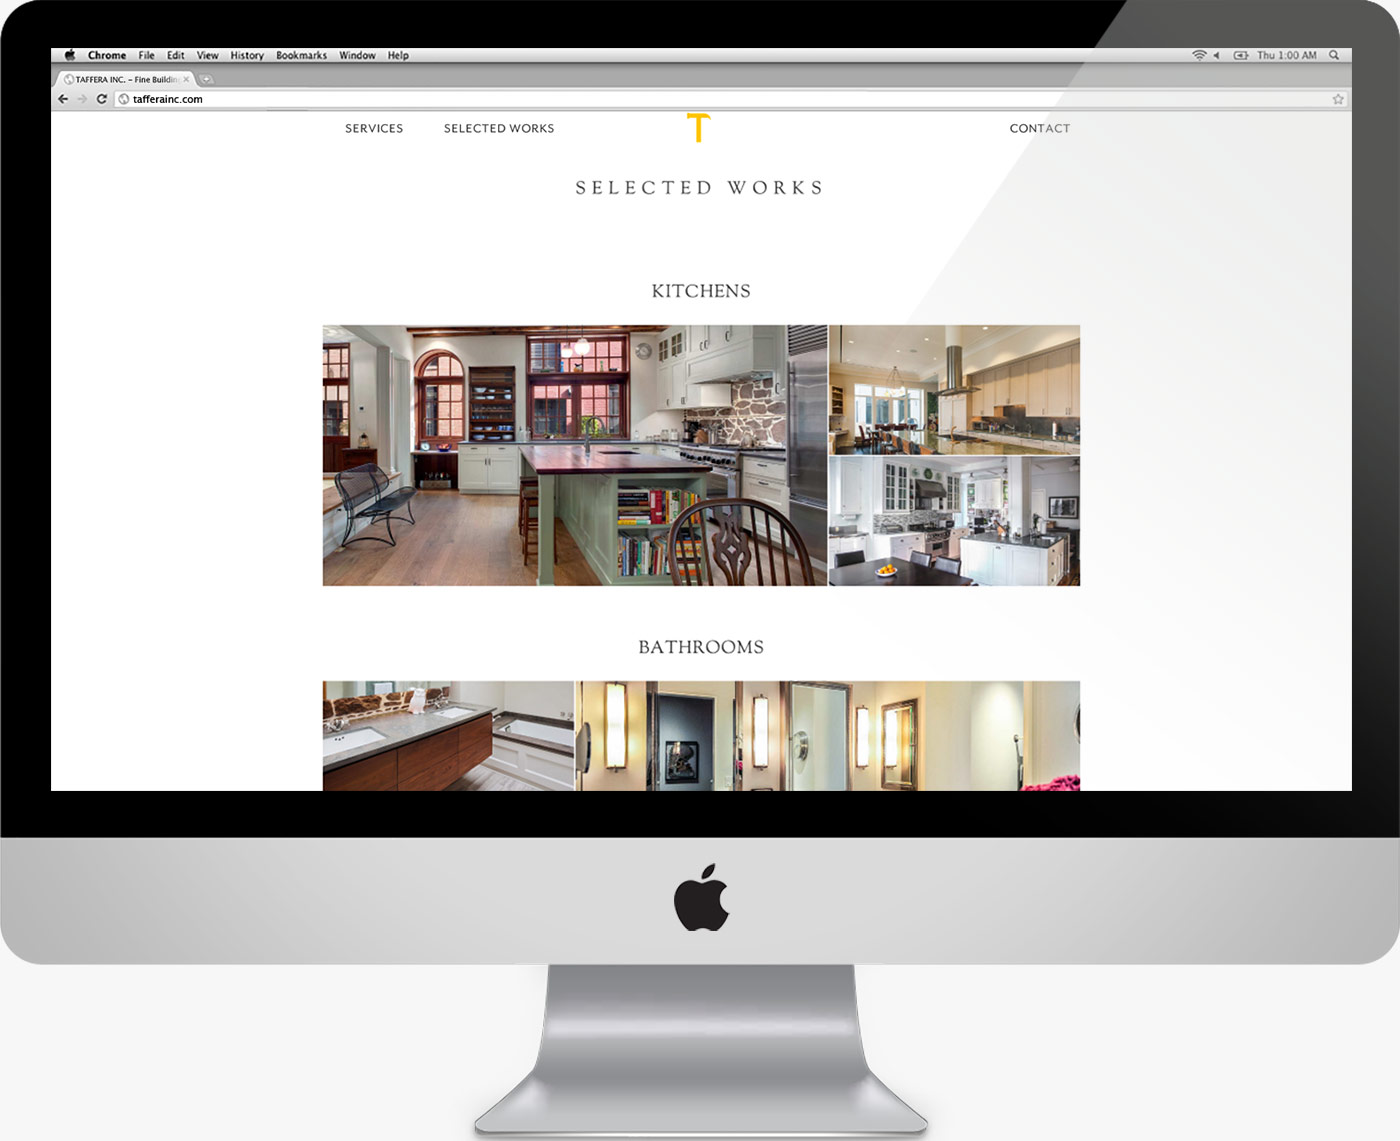 Chrome File Edit View History Bookmarks Window Help Thu 1:00 AM
TAFFERA INC. – Fine Building
tafferainc.com
SERVICES SELECTED WORKS T CONTACT
SELECTED WORKS
KITCHENS
BATHROOMS